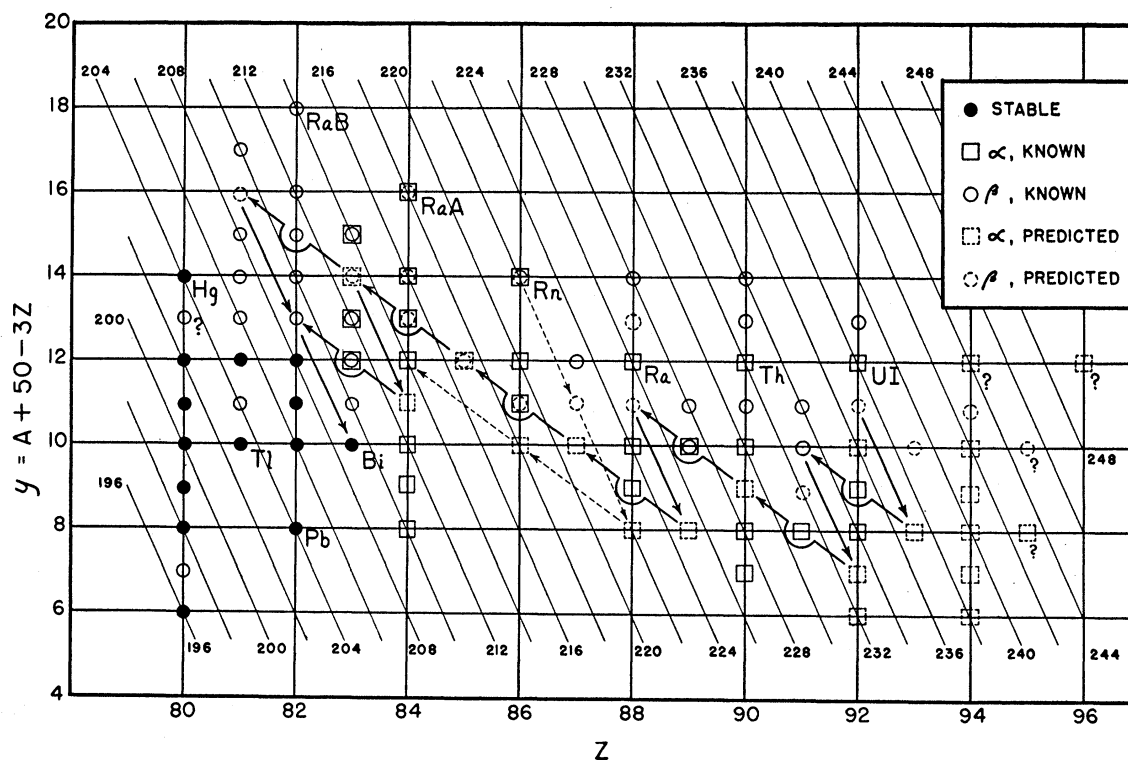 20
18
16
14
12
10
8
6
4
y = A + 50 − 3Z
204 208 212 216 220 224 228 232 236 240 244 248
● STABLE
□ α, KNOWN
○ β, KNOWN
α, PREDICTED
β, PREDICTED
RaB
RaA
Hg
?
Rn
200
Ra
Th
UI
?
?
Tl
Bi
?
248
196
Pb
?
196 200 204 208 212 216 220 224 228 232 236 240 244
80 82 84 86 88 90 92 94 96
Z